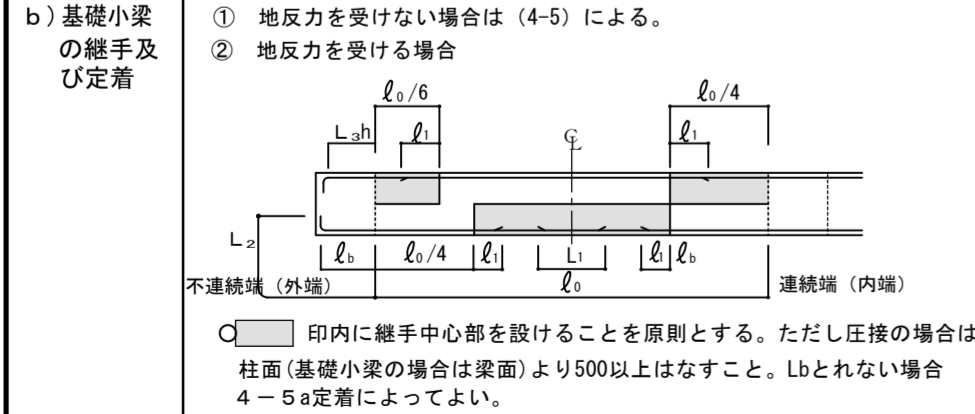 b)基礎小梁
の継手及
び定着
① 地反力を受けない場合は(4-5)による。
② 地反力を受ける場合
ℓ₀/6
ℓ₀/4
L₃h
ℓ₁
℄
ℓ₁
L₂
ℓb
ℓ₀/4
ℓ₁
L₁
ℓ₁
ℓb
不連続端(外端)
ℓ₀
連続端(内端)
○ 印内に継手中心部を設けることを原則とする。ただし圧接の場合は
柱面(基礎小梁の場合は梁面)より500以上はなすこと。Lbとれない場合
4-5a定着によってよい。